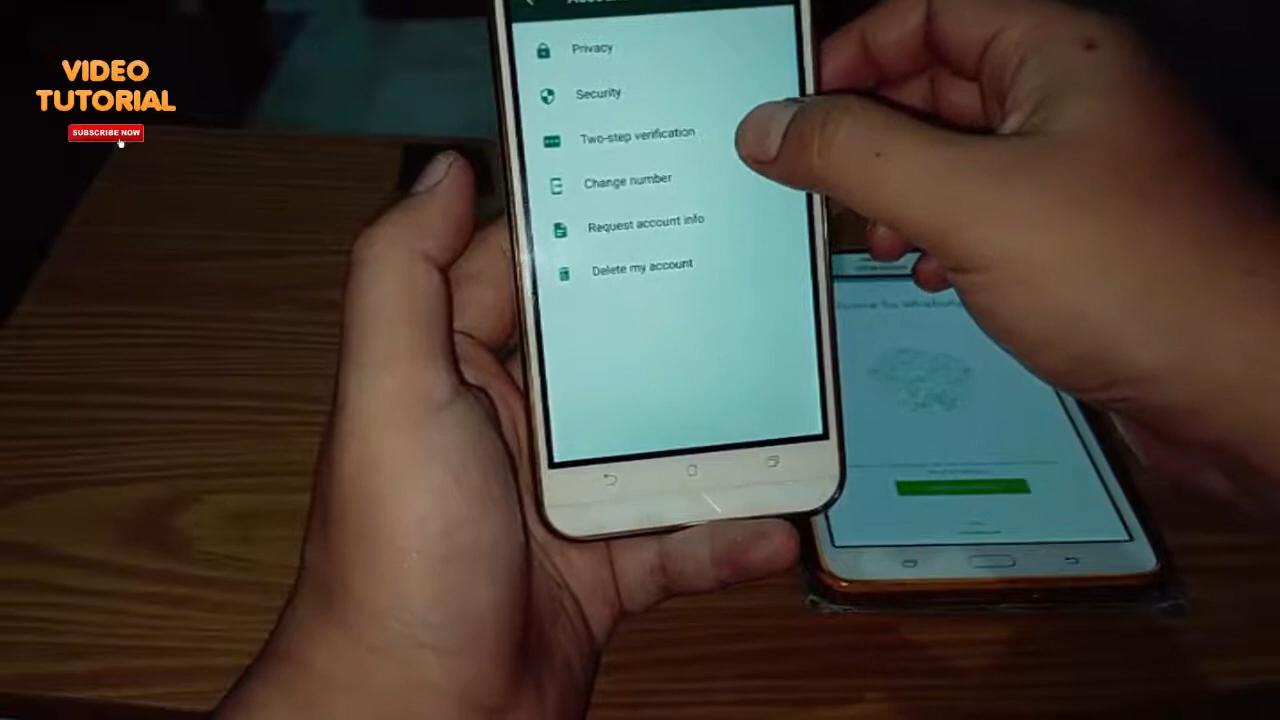 VIDEO
TUTORIAL
SUBSCRIBE NOW
Privacy
Security
Two-step verification
Change number
Request account info
Delete my account